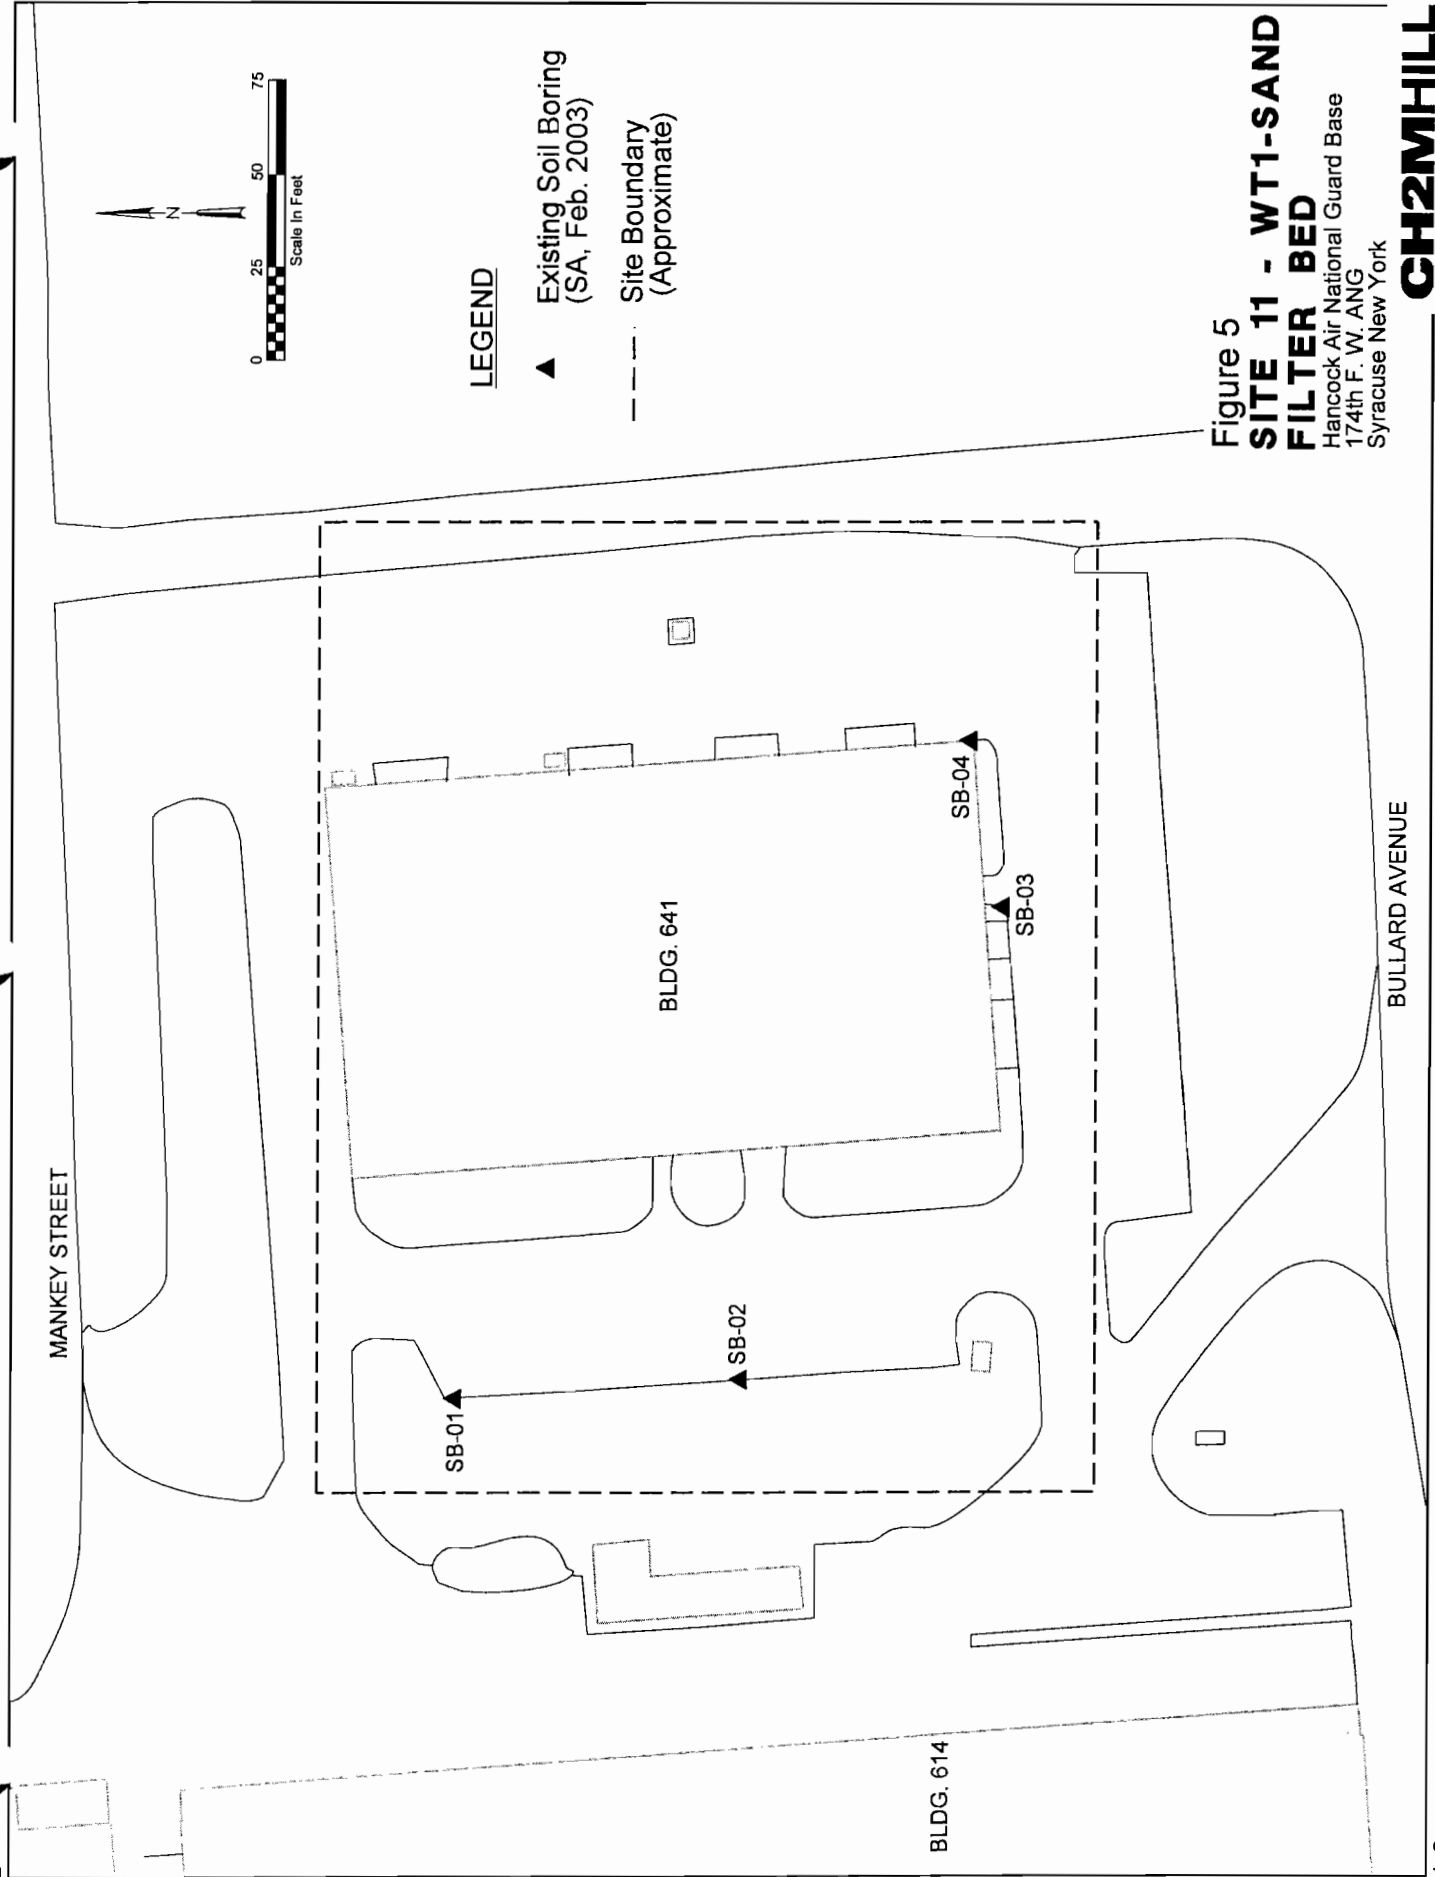 MANKEY STREET
BLDG. 614
SB-01
SB-02
BLDG. 641
SB-03
SB-04
BULLARD AVENUE
N
0 25 50 75
Scale In Feet
LEGEND
Existing Soil Boring
(SA, Feb. 2003)
Site Boundary
(Approximate)
Figure 5
SITE 11 - WT1-SAND
FILTER BED
Hancock Air National Guard Base
174th F. W. ANG
Syracuse New York
CH2MHILL